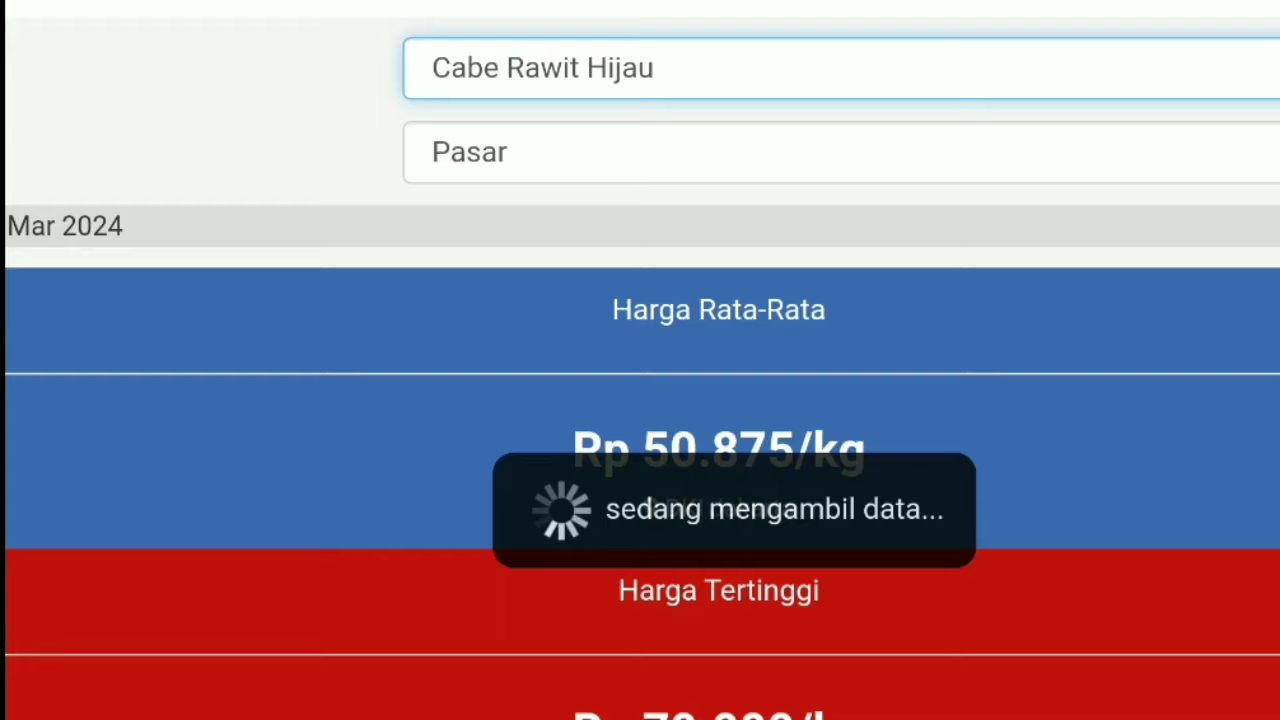 Cabe Rawit Hijau
Pasar
Mar 2024
Harga Rata-Rata
Rp 50.875/kg
sedang mengambil data...
Harga Tertinggi